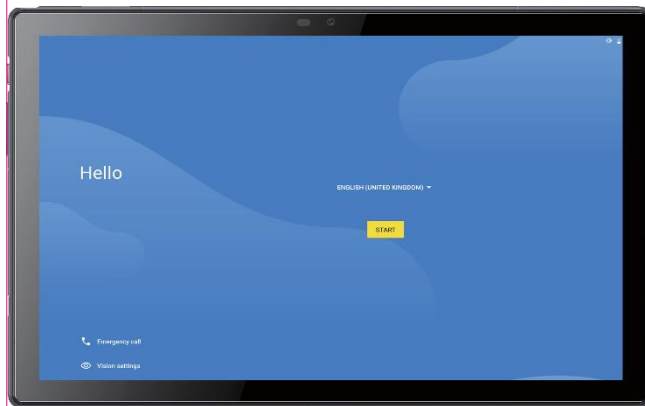 Hello
ENGLISH (UNITED KINGDOM)
START
Emergency call
Vision settings